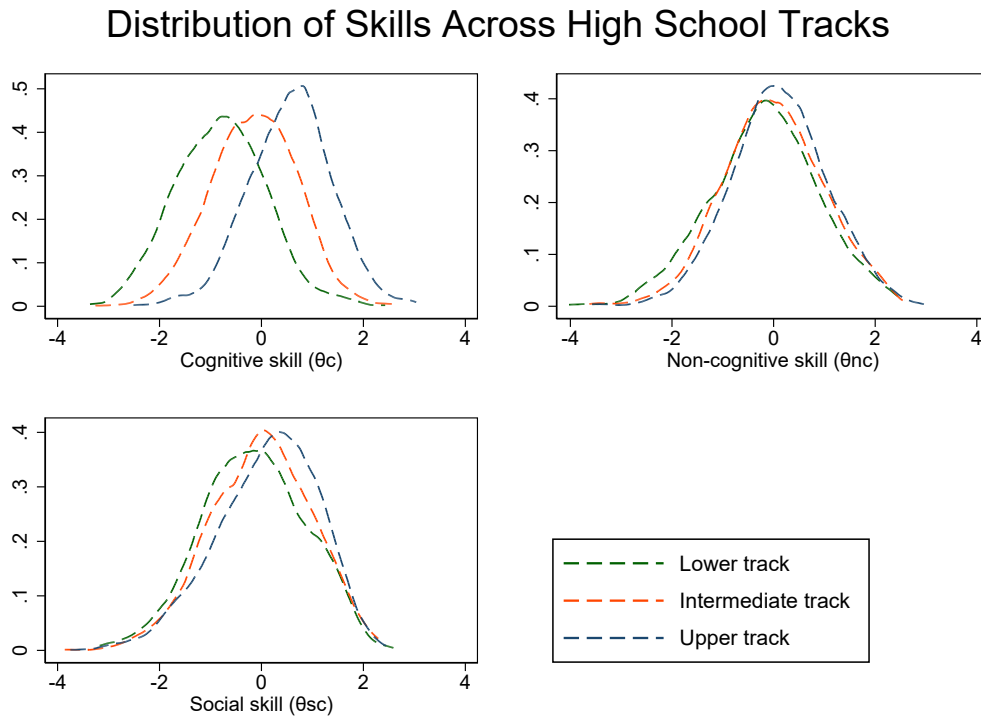 Distribution of Skills Across High School Tracks
.5
.4
.3
.2
.1
0
-4 -2 0 2 4
Cognitive skill (θc)
.4
.3
.2
.1
0
-4 -2 0 2 4
Non-cognitive skill (θnc)
.4
.3
.2
.1
0
-4 -2 0 2 4
Social skill (θsc)
Lower track
Intermediate track
Upper track